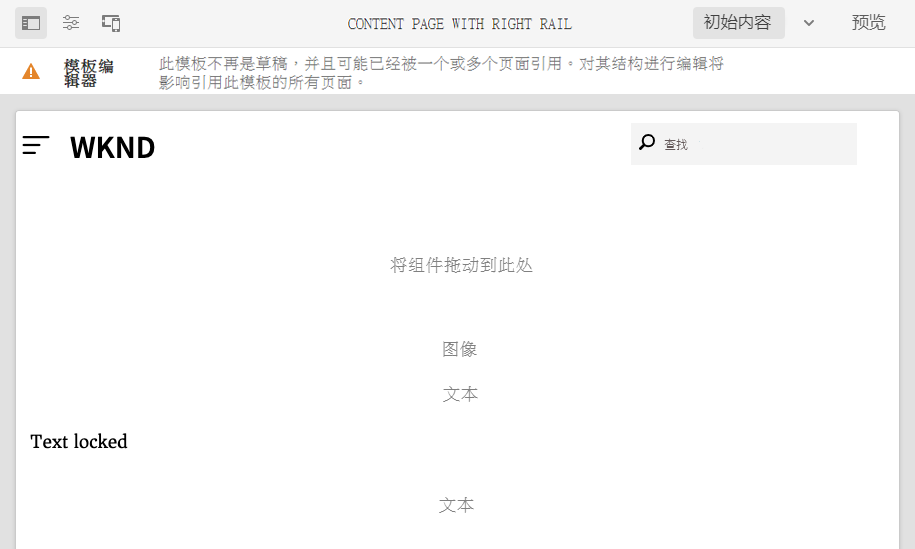 CONTENT PAGE WITH RIGHT RAIL
初始内容
预览
模板编
辑器
此模板不再是草稿，并且可能已经被一个或多个页面引用。对其结构进行编辑将
影响引用此模板的所有页面。
WKND
查找
将组件拖动到此处
图像
文本
Text locked
文本